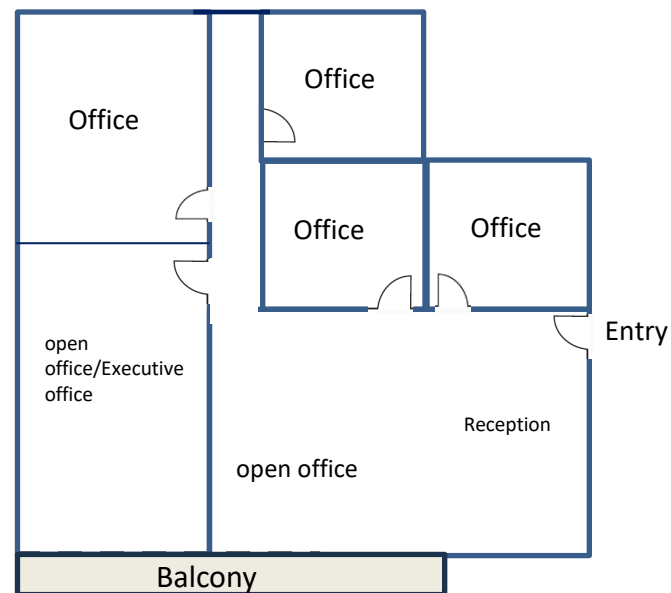 Office
Office
Office
Office
Entry
open
office/Executive
office
Reception
open office
Balcony